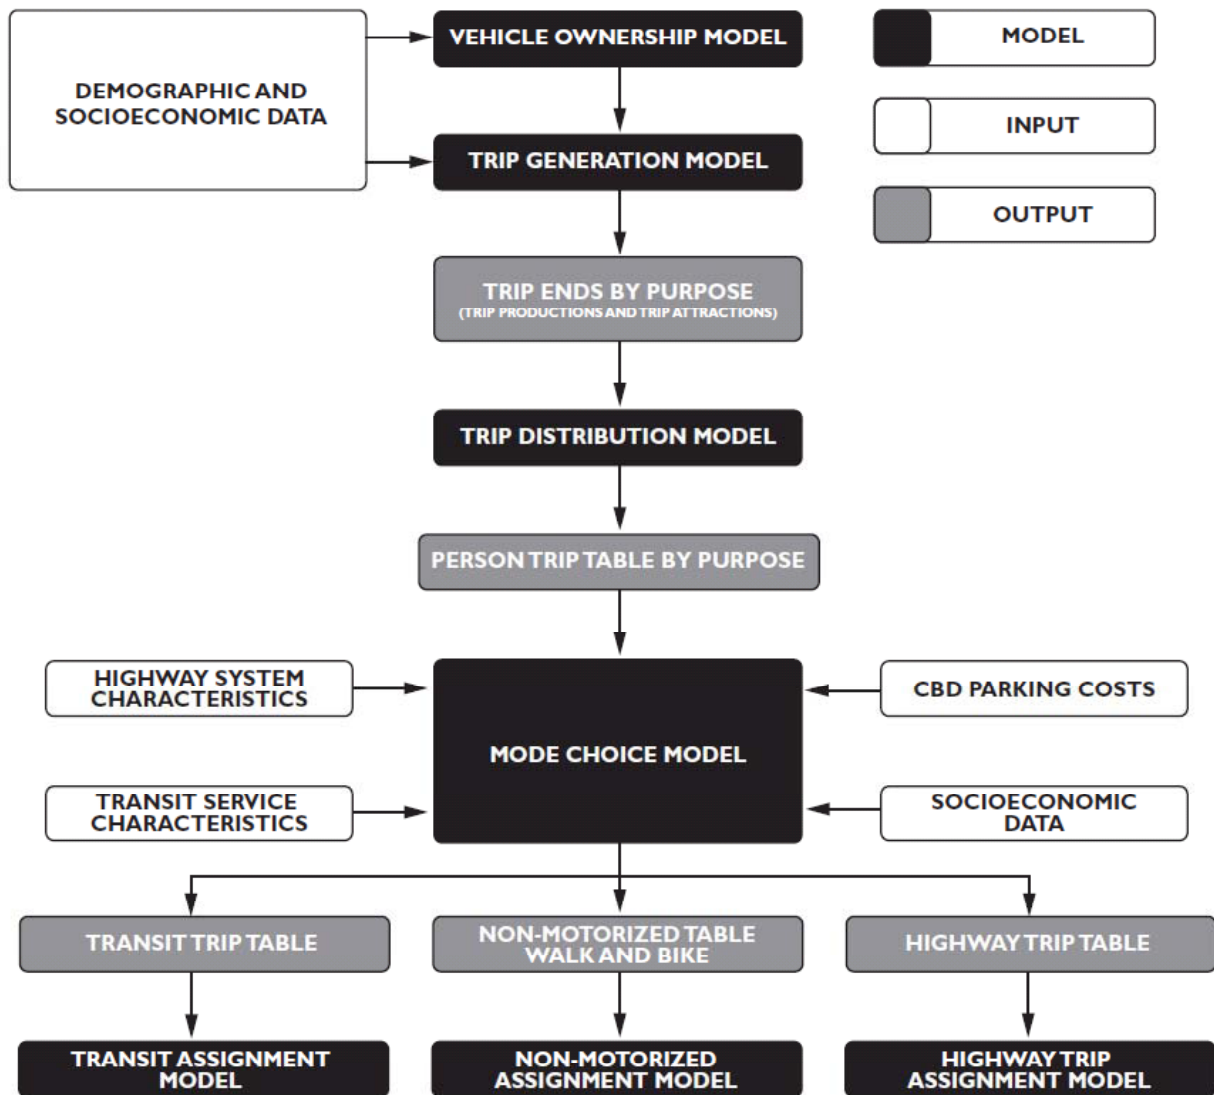 DEMOGRAPHIC AND
SOCIOECONOMIC DATA
VEHICLE OWNERSHIP MODEL
TRIP GENERATION MODEL
MODEL
INPUT
OUTPUT
TRIP ENDS BY PURPOSE
(TRIP PRODUCTIONS AND TRIP ATTRACTIONS)
TRIP DISTRIBUTION MODEL
PERSON TRIP TABLE BY PURPOSE
HIGHWAY SYSTEM
CHARACTERISTICS
CBD PARKING COSTS
MODE CHOICE MODEL
TRANSIT SERVICE
CHARACTERISTICS
SOCIOECONOMIC
DATA
TRANSIT TRIP TABLE
NON-MOTORIZED TABLE
WALK AND BIKE
HIGHWAY TRIP TABLE
TRANSIT ASSIGNMENT
MODEL
NON-MOTORIZED
ASSIGNMENT MODEL
HIGHWAY TRIP
ASSIGNMENT MODEL